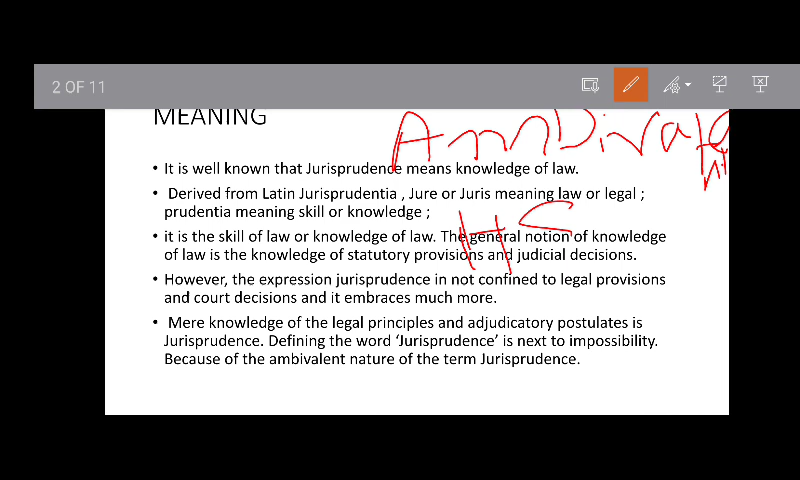 2 OF 11
MEANING
• It is well known that Jurisprudence means knowledge of law.
• Derived from Latin Jurisprudentia , Jure or Juris meaning law or legal ;
prudentia meaning skill or knowledge ;
• it is the skill of law or knowledge of law. The general notion of knowledge
of law is the knowledge of statutory provisions and judicial decisions.
• However, the expression jurisprudence in not confined to legal provisions
and court decisions and it embraces much more.
• Mere knowledge of the legal principles and adjudicatory postulates is
Jurisprudence. Defining the word ‘Jurisprudence’ is next to impossibility.
Because of the ambivalent nature of the term Jurisprudence.